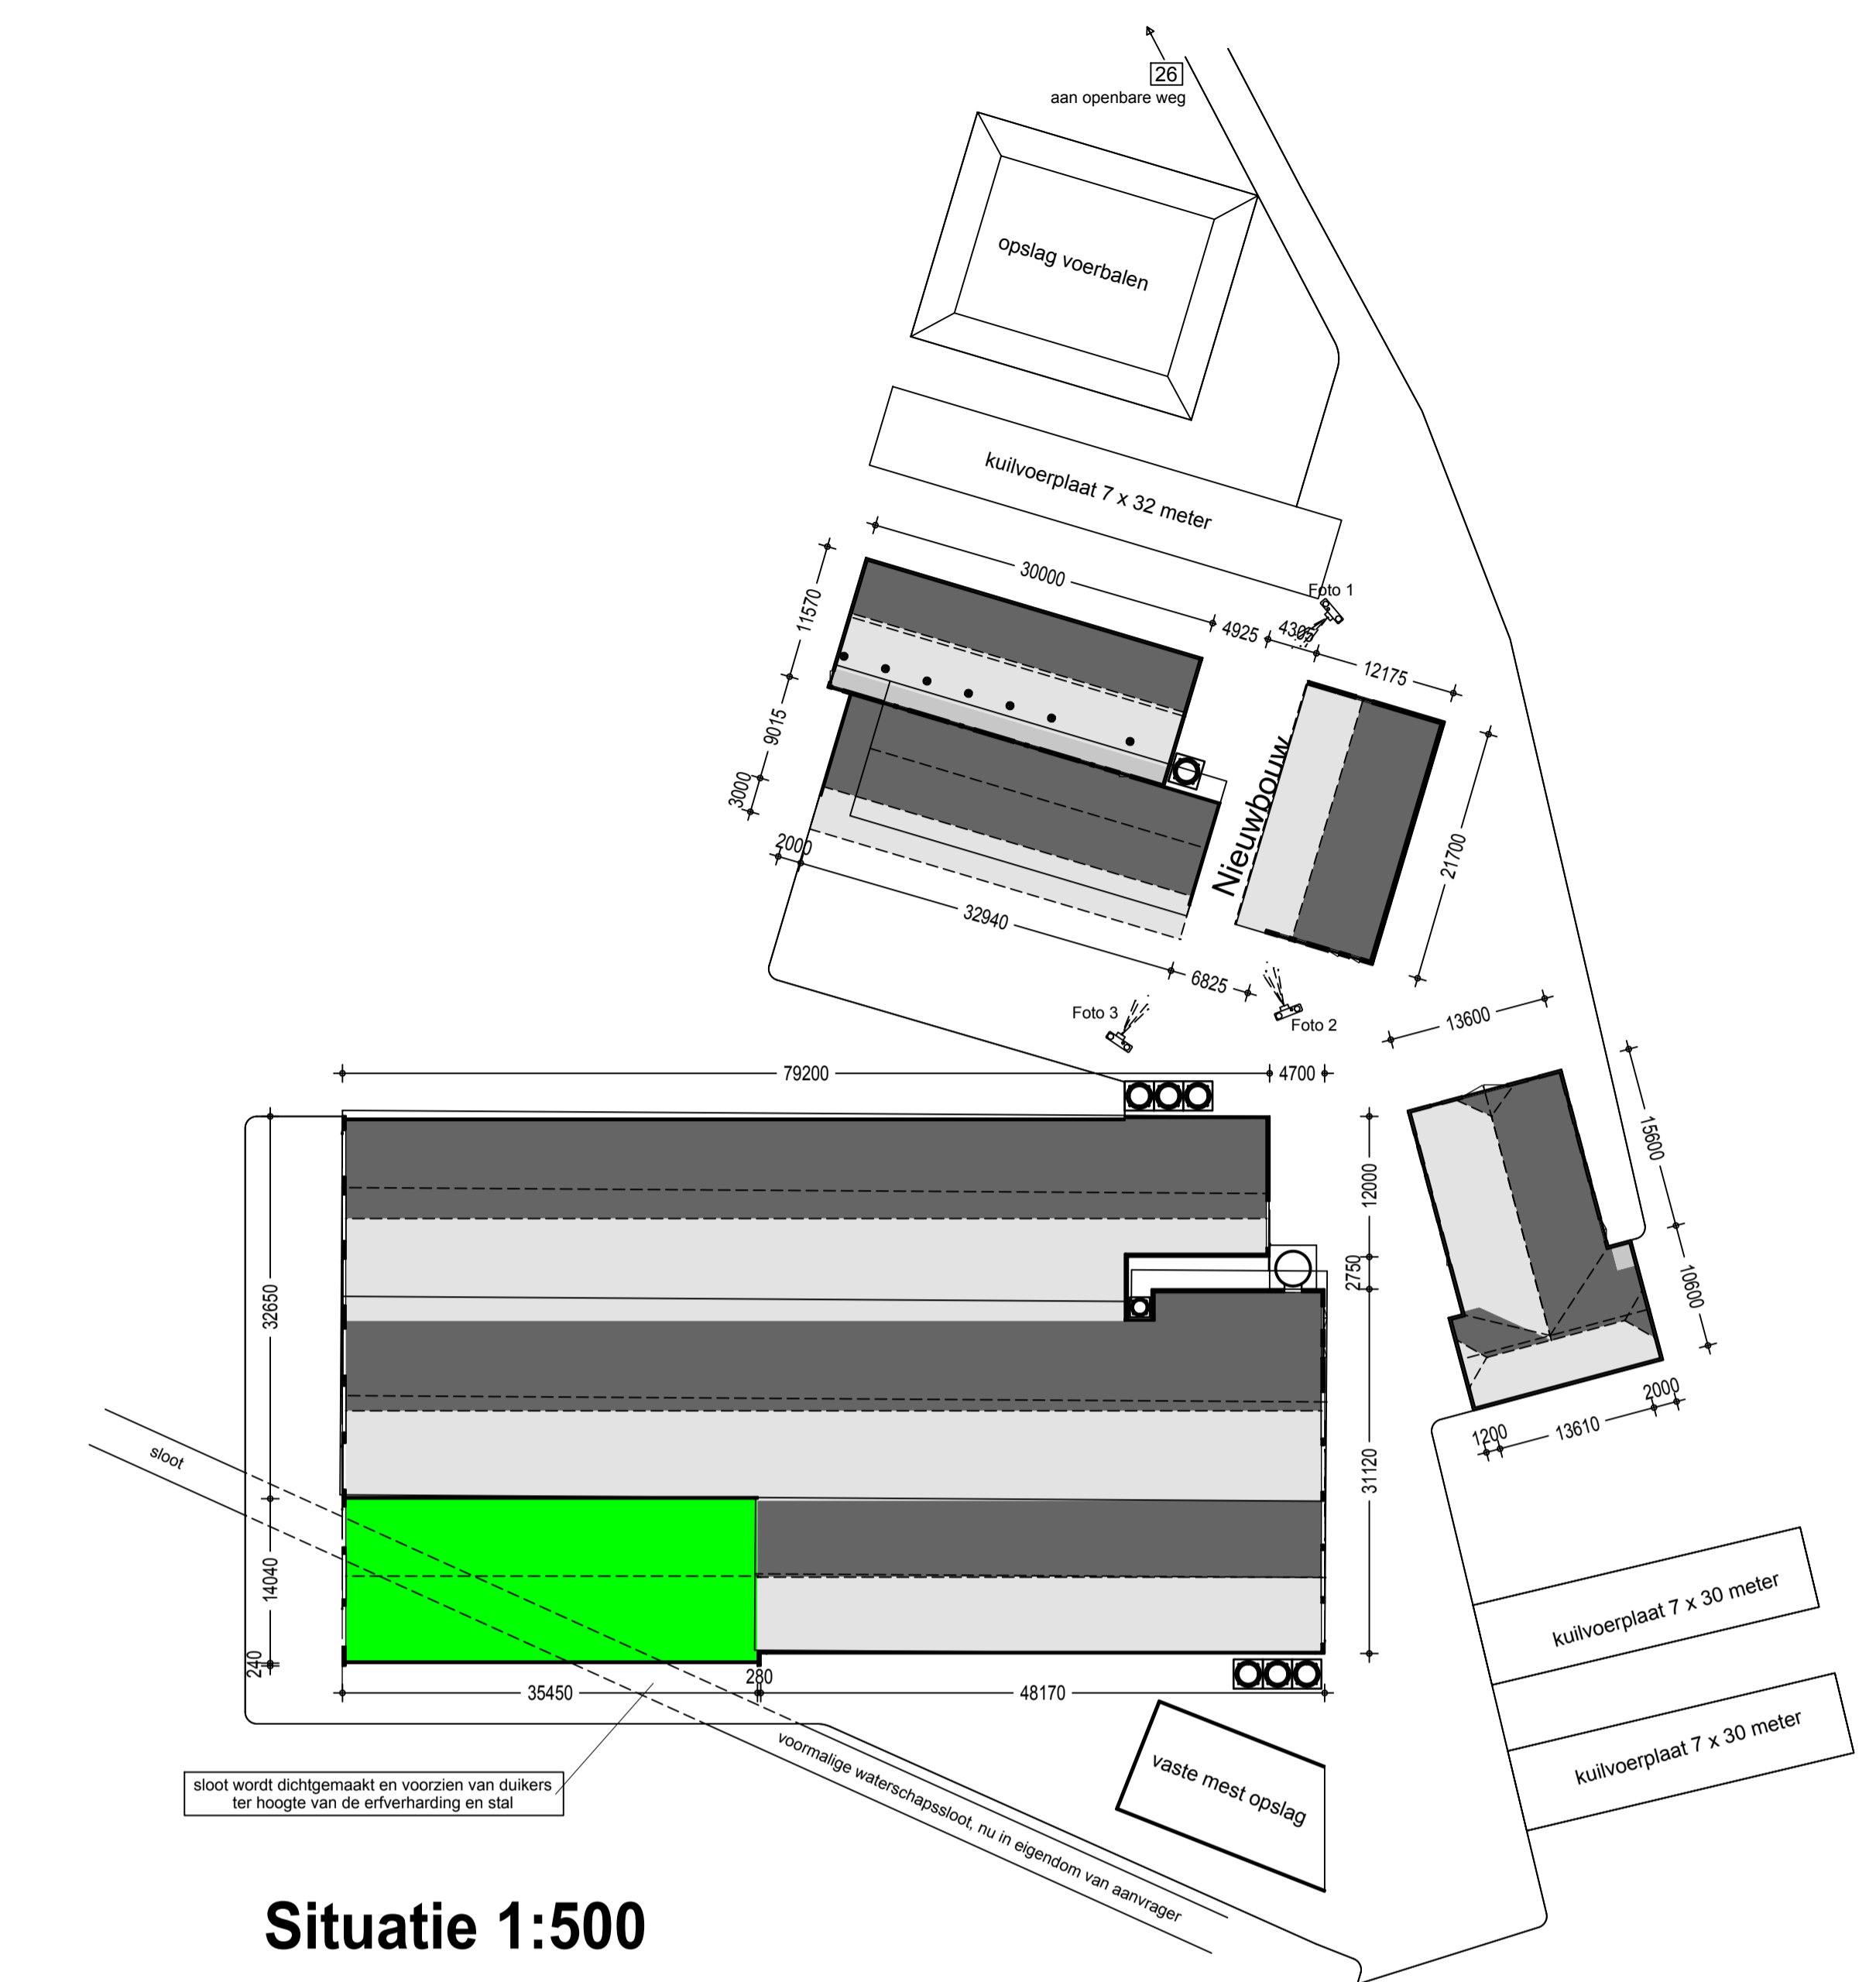 26
aan openbare weg
opslag voerbalen
kuilvoerplaat 7 x 32 meter
Foto 1
30000
4925
12175
11570
9015
3000
2000
32940
6825
Nieuwbouw
21700
Foto 3
Foto 2
13600
15600
10600
2000
13610
1200
79200
4700
12000
2750
31120
32650
14040
240
sloot
280
35450
48170
kuilvoerplaat 7 x 30 meter
kuilvoerplaat 7 x 30 meter
vaste mest opslag
voormalige waterschapssloot, nu in eigendom van aanvrager
sloot wordt dichtgemaakt en voorzien van duikers
ter hoogte van de erfverharding en stal
Situatie 1:500